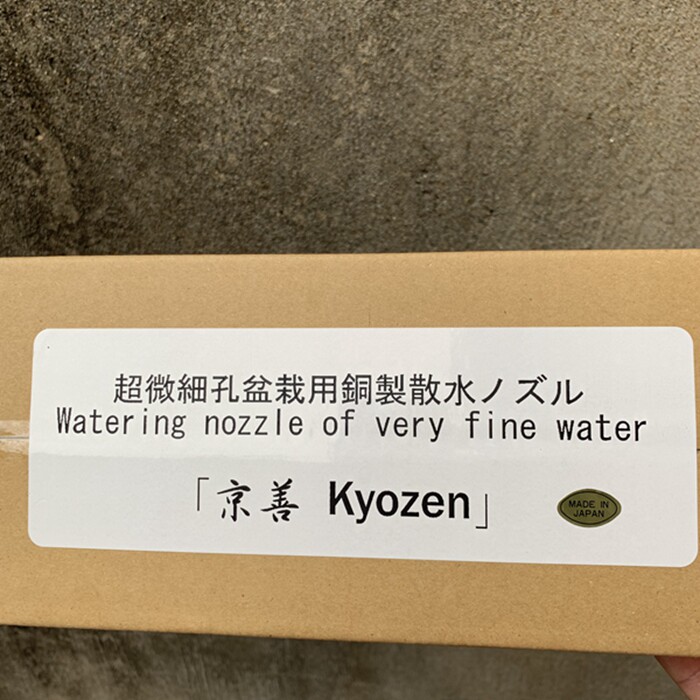 超微細孔盆栽用銅製散水ノズル
Watering nozzle of very fine water
「京善 Kyozen」
MADE IN
JAPAN